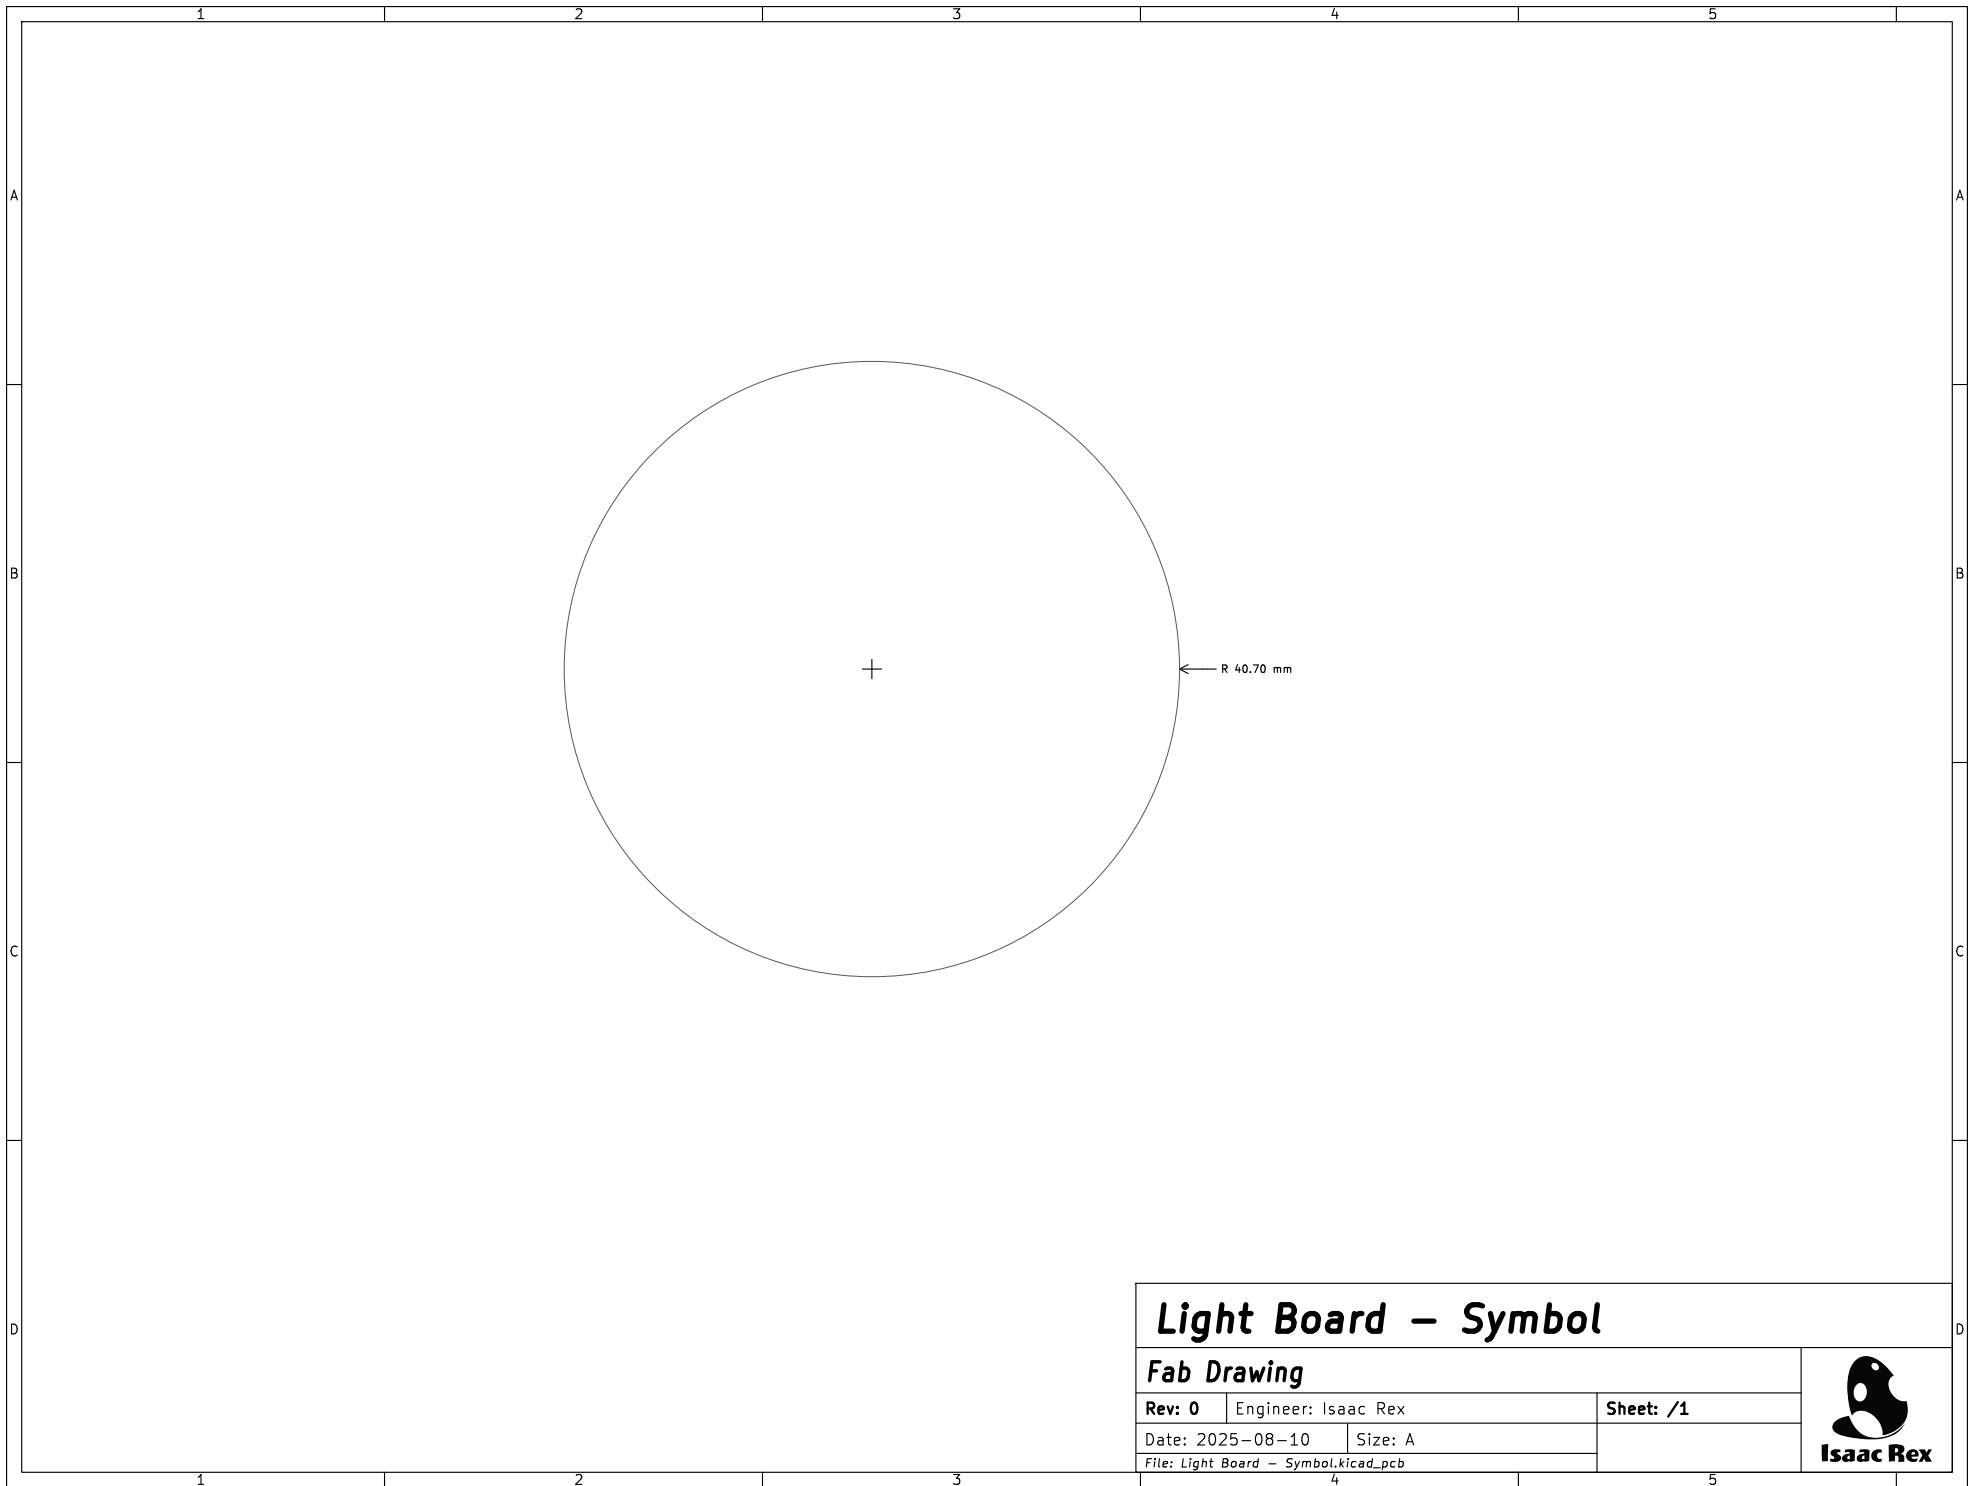 1 2 3 4 5
A A
B B
R 40.70 mm
C C
D D
Light Board - Symbol
Fab Drawing
Rev: 0 Engineer: Isaac Rex Sheet: /1
Date: 2025-08-10 Size: A
File: Light Board - Symbol.kicad_pcb
Isaac Rex
1 2 3 4 5